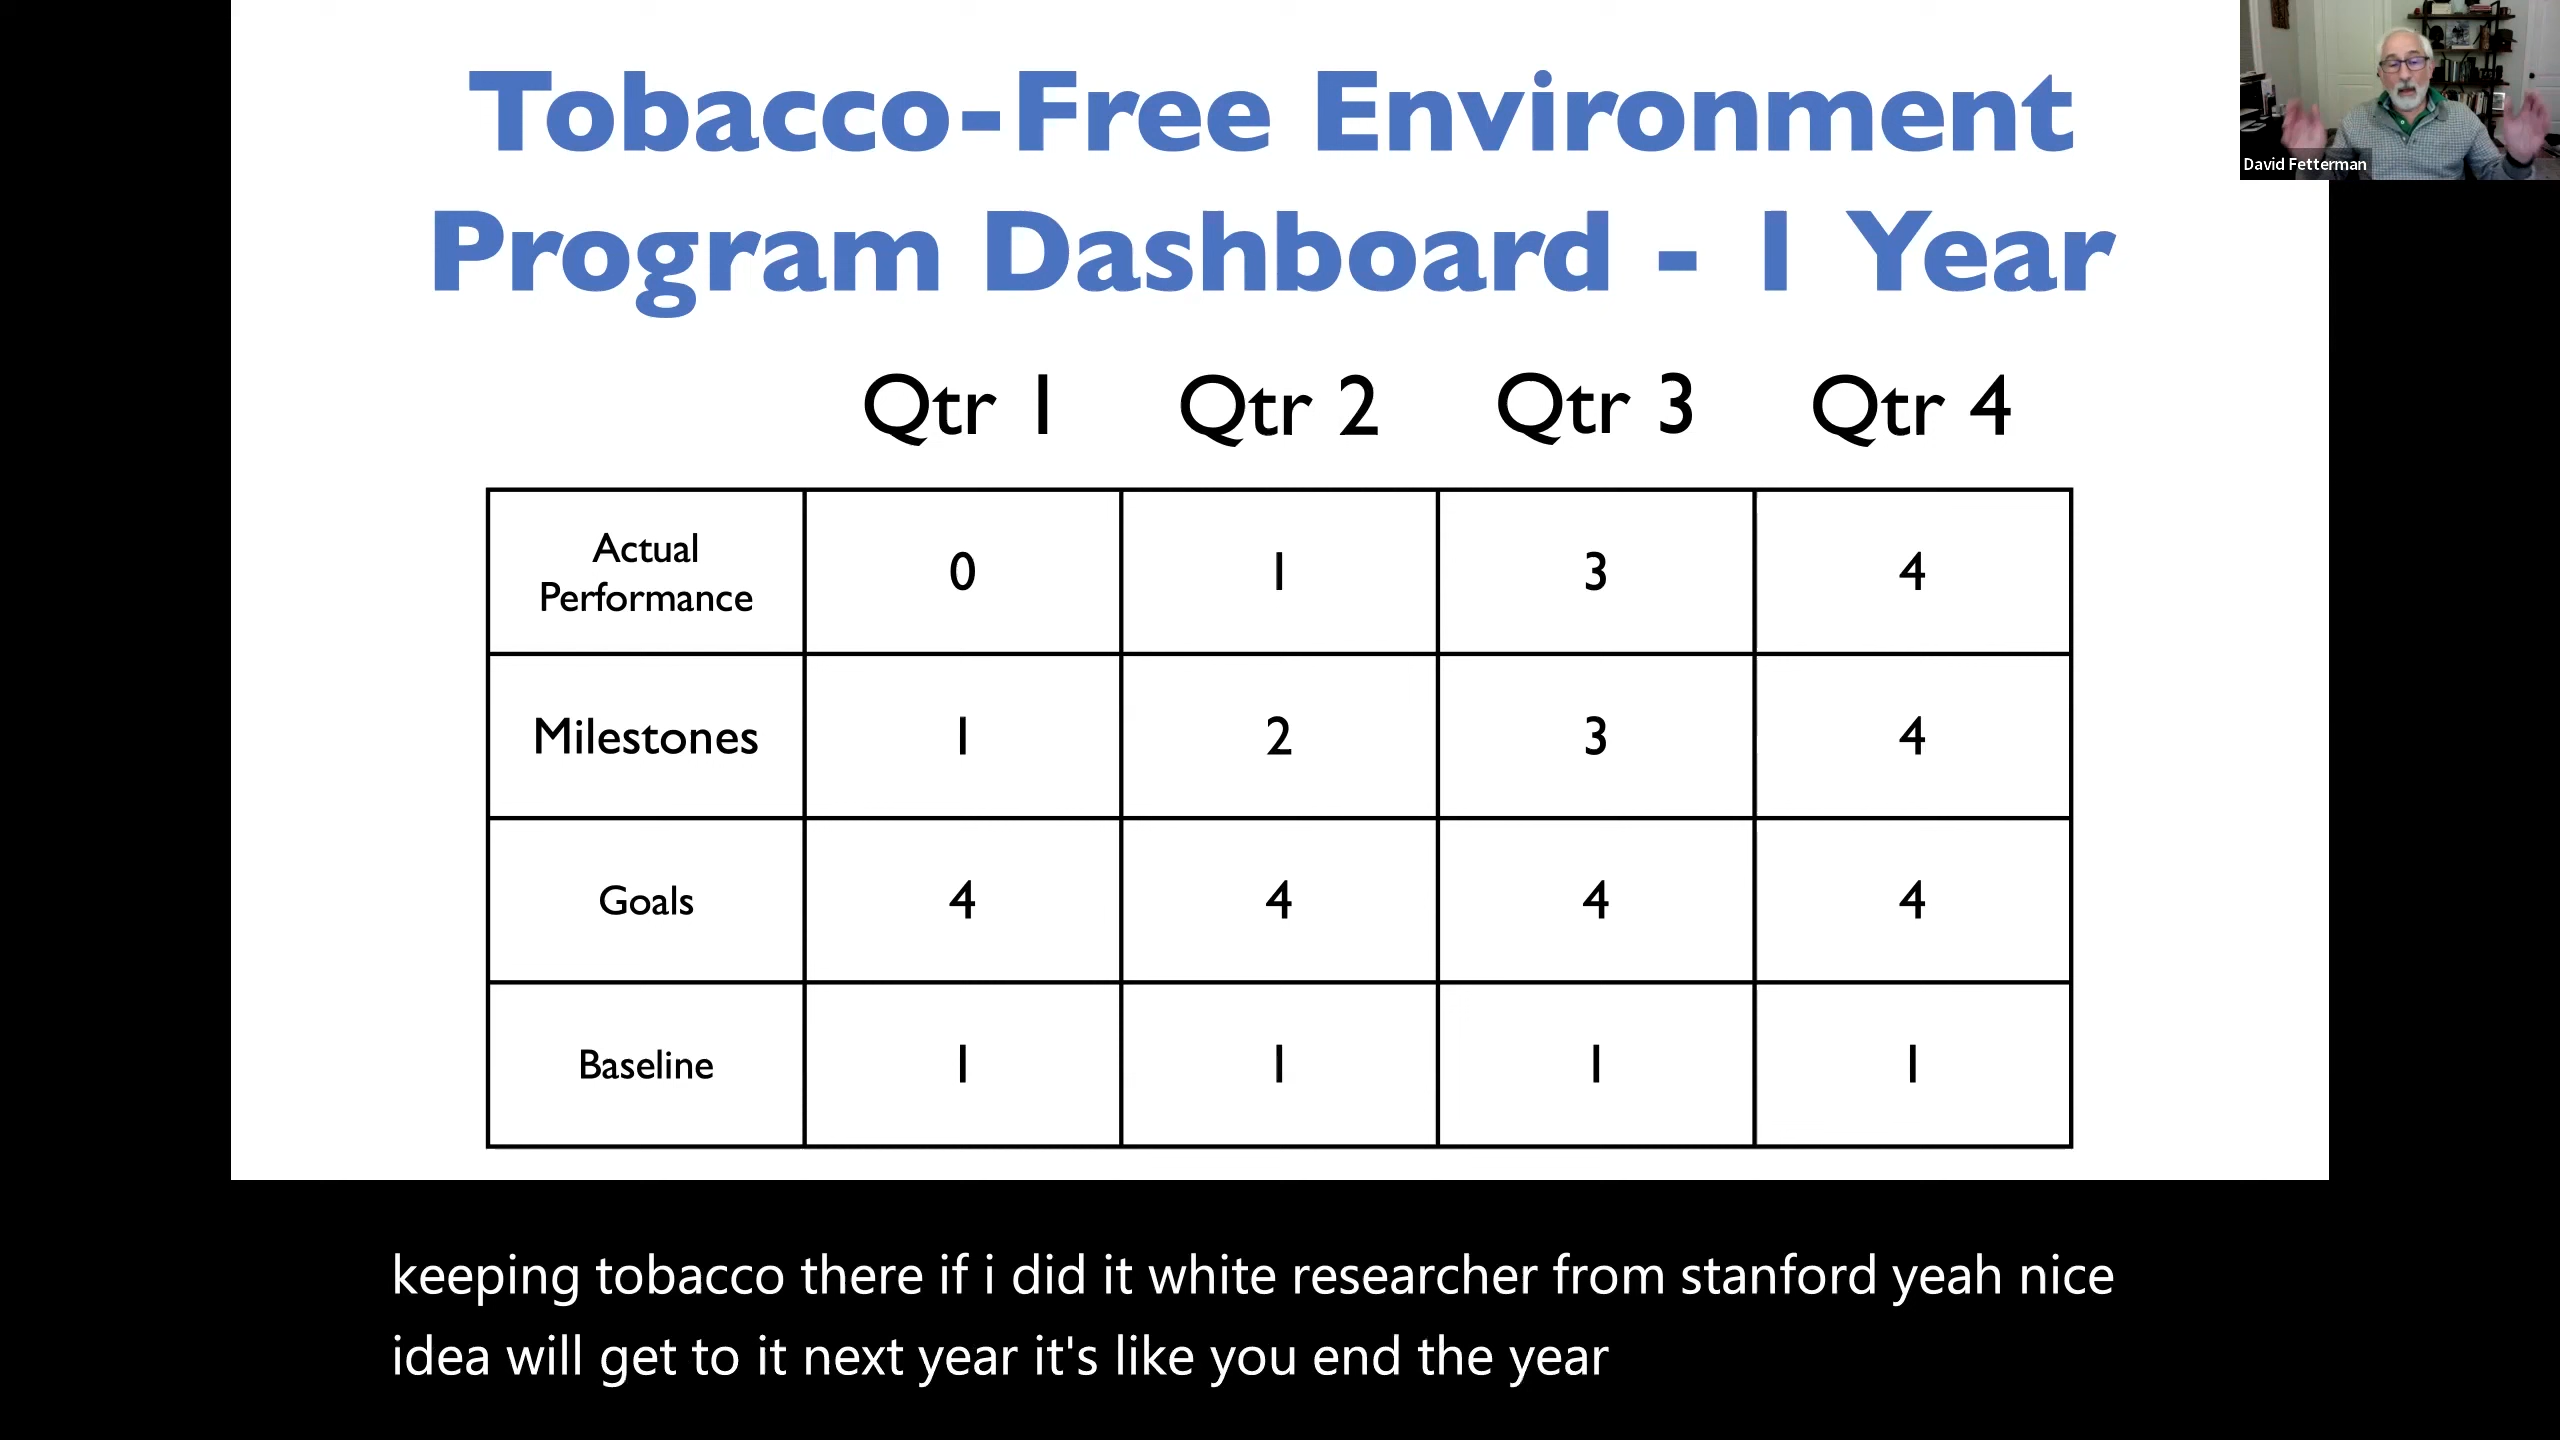 Tobacco-Free Environment
Program Dashboard - 1 Year
Qtr 1 Qtr 2 Qtr 3 Qtr 4
Actual Performance 0 1 3 4
Milestones 1 2 3 4
Goals 4 4 4 4
Baseline 1 1 1 1
David Fetterman
keeping tobacco there if i did it white researcher from stanford yeah nice
idea will get to it next year it's like you end the year